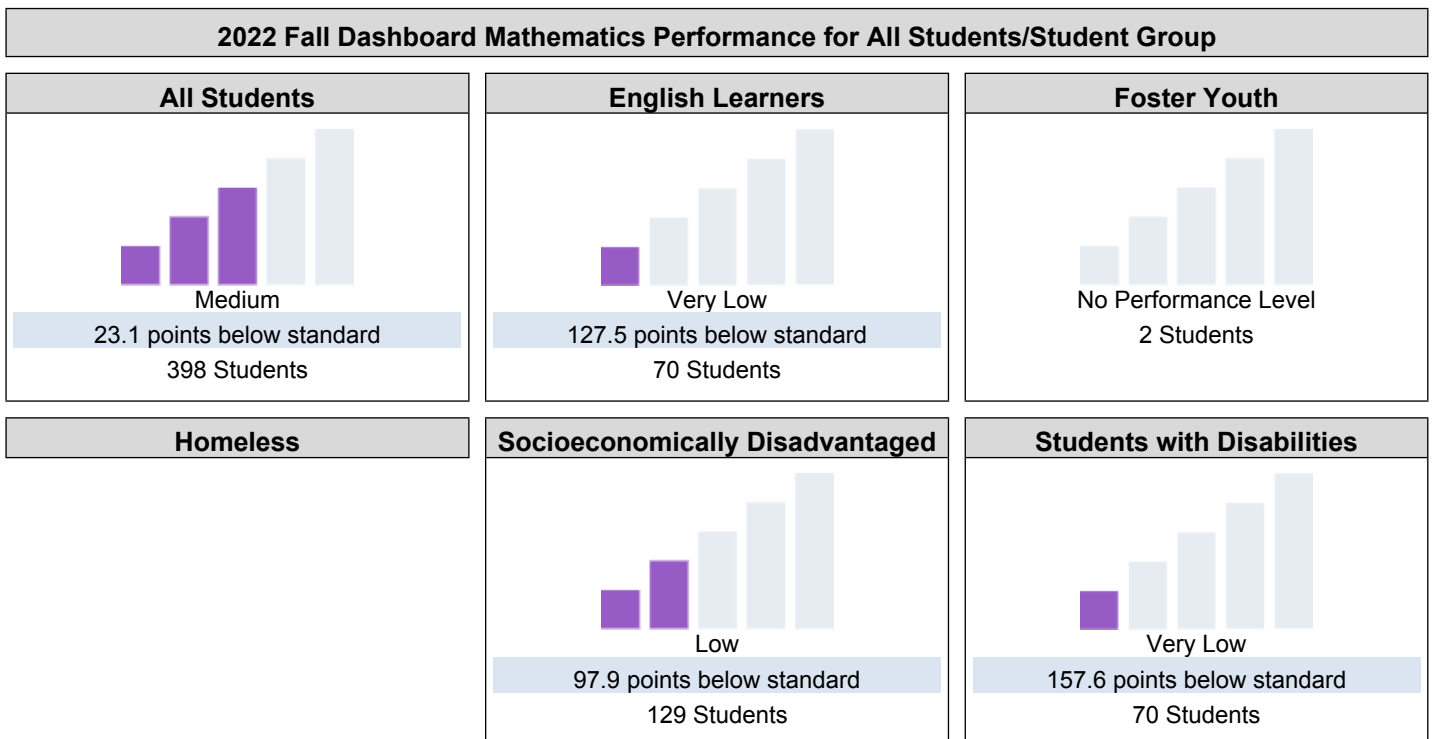 2022 Fall Dashboard Mathematics Performance for All Students/Student Group
All Students
Medium
23.1 points below standard
398 Students
English Learners
Very Low
127.5 points below standard
70 Students
Foster Youth
No Performance Level
2 Students
Homeless
Socioeconomically Disadvantaged
Low
97.9 points below standard
129 Students
Students with Disabilities
Very Low
157.6 points below standard
70 Students